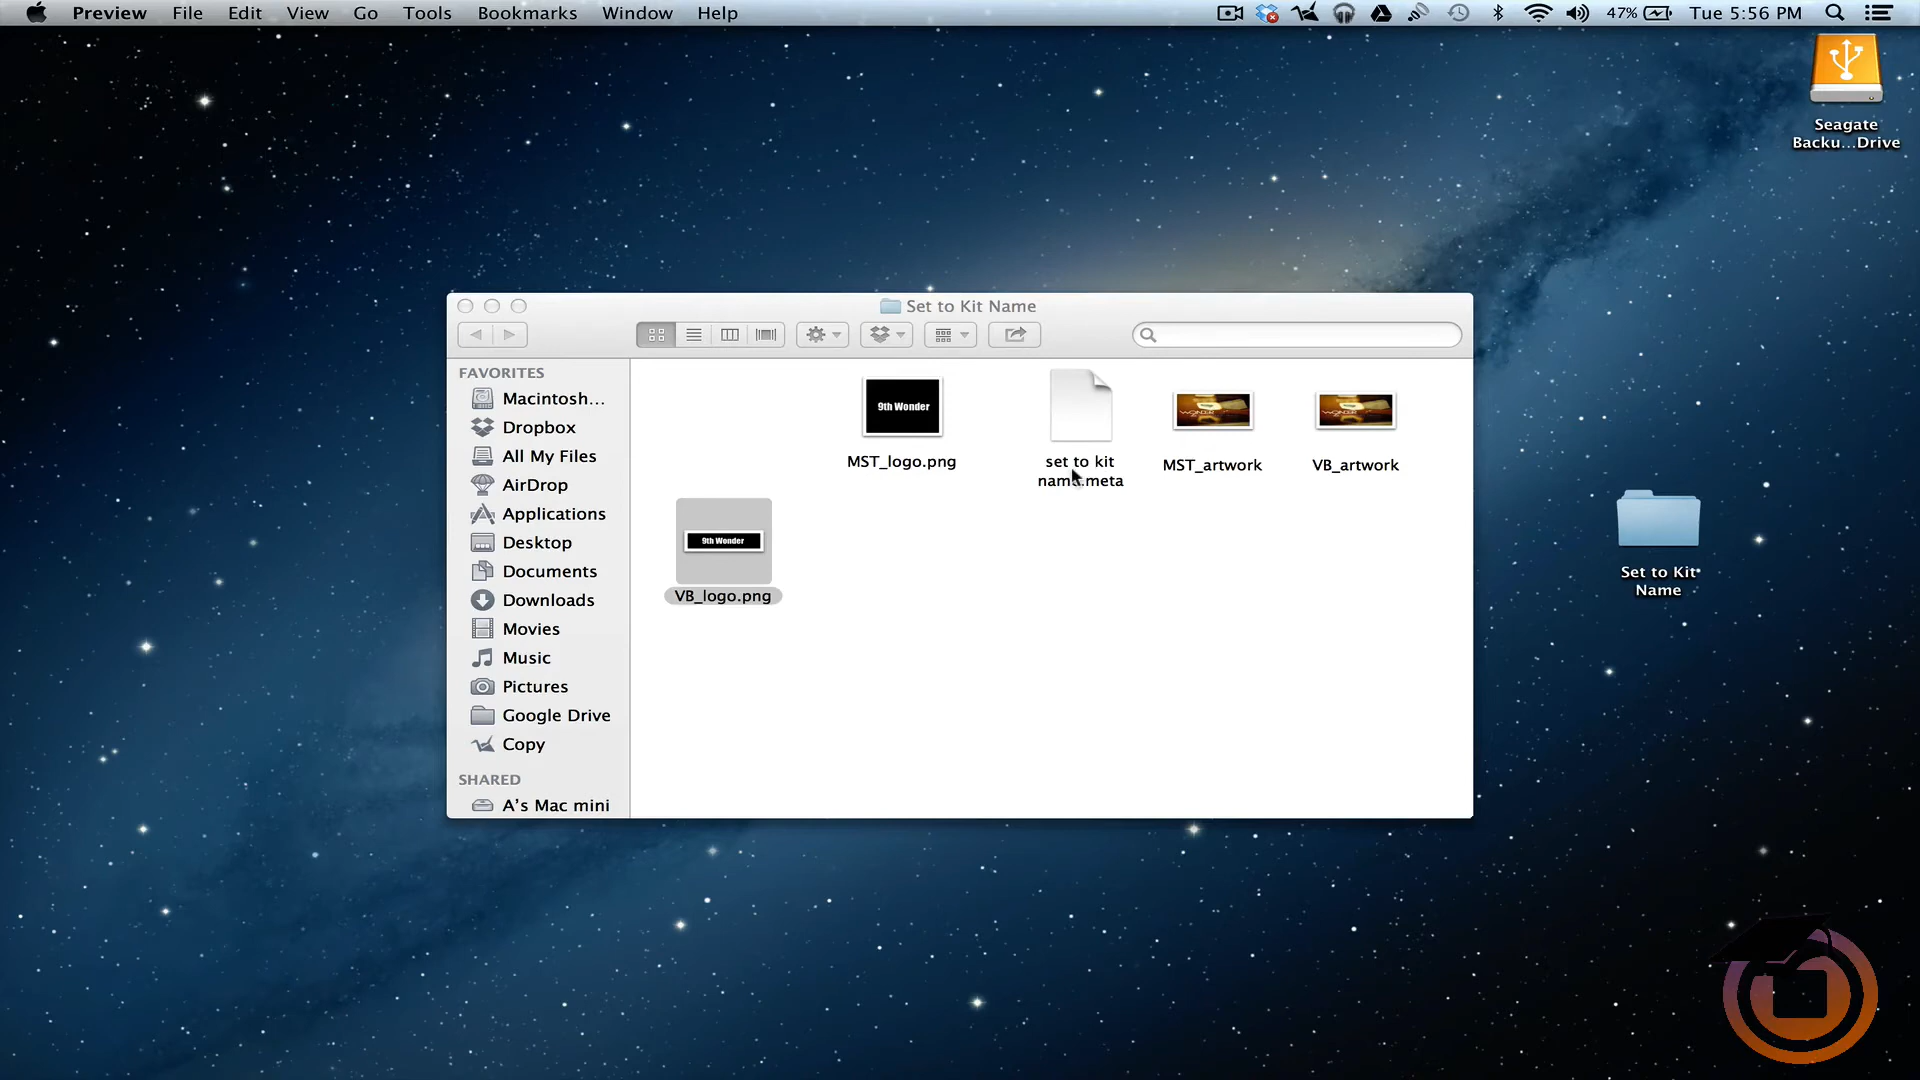 Preview File Edit View Go Tools Bookmarks Window Help
47% Tue 5:56 PM
Seagate
Backu...Drive
Set to Kit Name
FAVORITES
Macintosh...
Dropbox
All My Files
AirDrop
Applications
Desktop
Documents
Downloads
Movies
Music
Pictures
Google Drive
Copy
SHARED
A's Mac mini
9th Wonder
MST_logo.png
set to kit
name.meta
WONDER
MST_artwork
WONDER
VB_artwork
9th Wonder
VB_logo.png
Set to Kit
Name